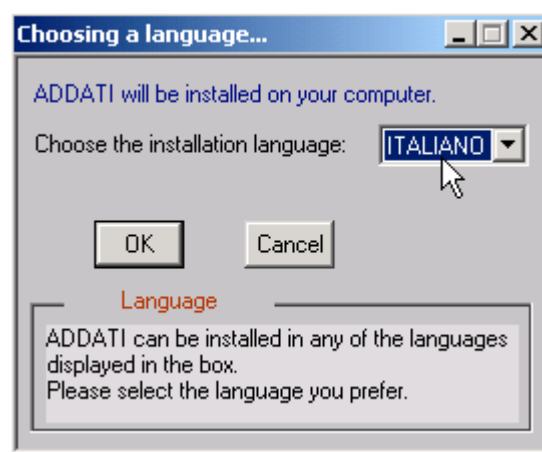 Choosing a language...
ADDATI will be installed on your computer.
Choose the installation language: ITALIANO
OK Cancel
Language
ADDATI can be installed in any of the languages
displayed in the box.
Please select the language you prefer.